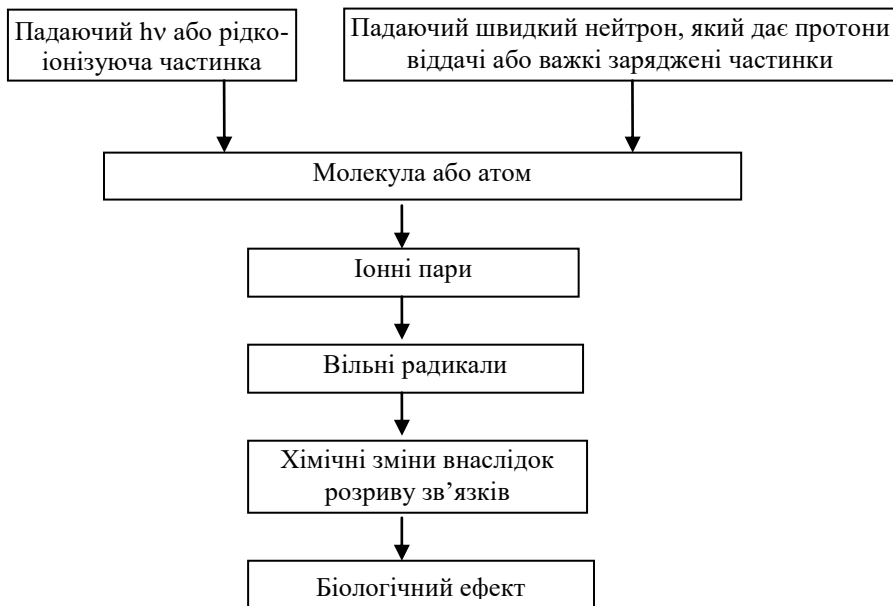 Падаючий hν або рідко-
іонізуюча частинка
Падаючий швидкий нейтрон, який дає протони
віддачі або важкі заряджені частинки
Молекула або атом
Іонні пари
Вільні радикали
Хімічні зміни внаслідок
розриву зв’язків
Біологічний ефект